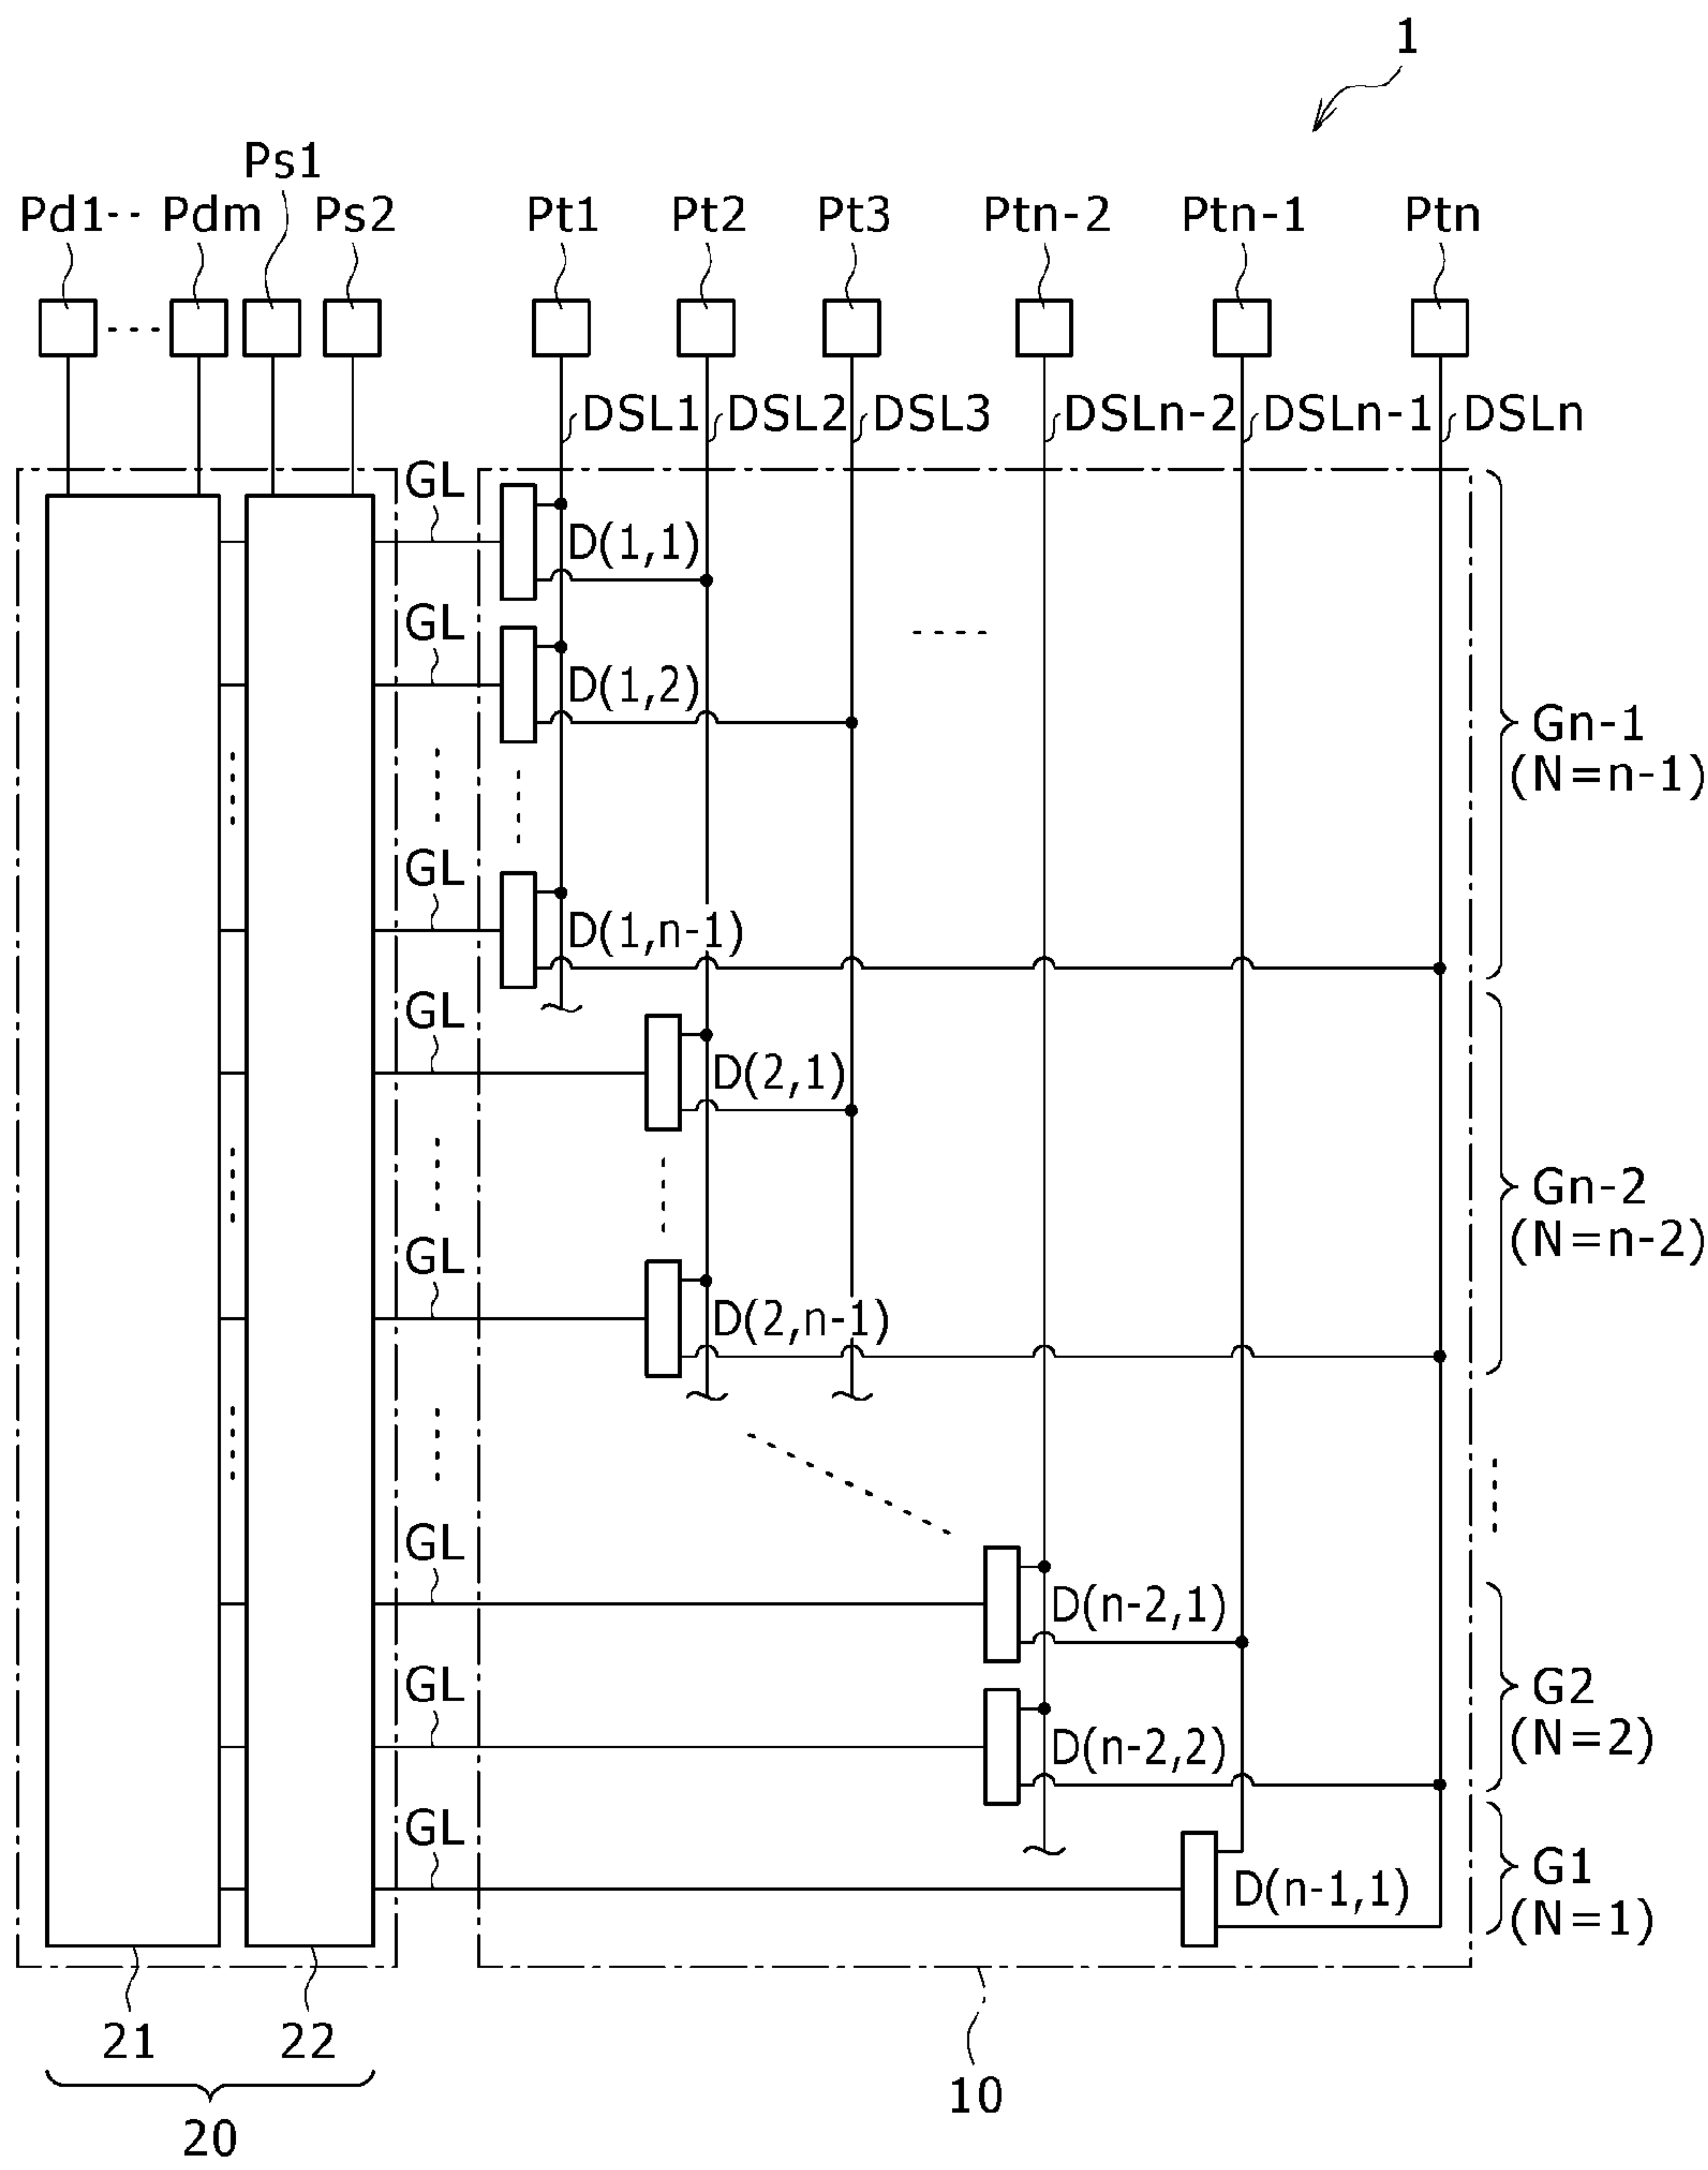 1
Ps1
Pd1-- Pdm Ps2 Pt1 Pt2 Pt3 Ptn-2 Ptn-1 Ptn
DSL1 DSL2 DSL3 DSLn-2 DSLn-1 DSLn
GL
D(1,1)
GL
D(1,2)
Gn-1
(N=n-1)
GL
D(1,n-1)
GL
D(2,1)
Gn-2
(N=n-2)
GL
D(2,n-1)
GL
D(n-2,1)
GL
G2
(N=2)
D(n-2,2)
GL
G1
(N=1)
D(n-1,1)
21 22
10
20